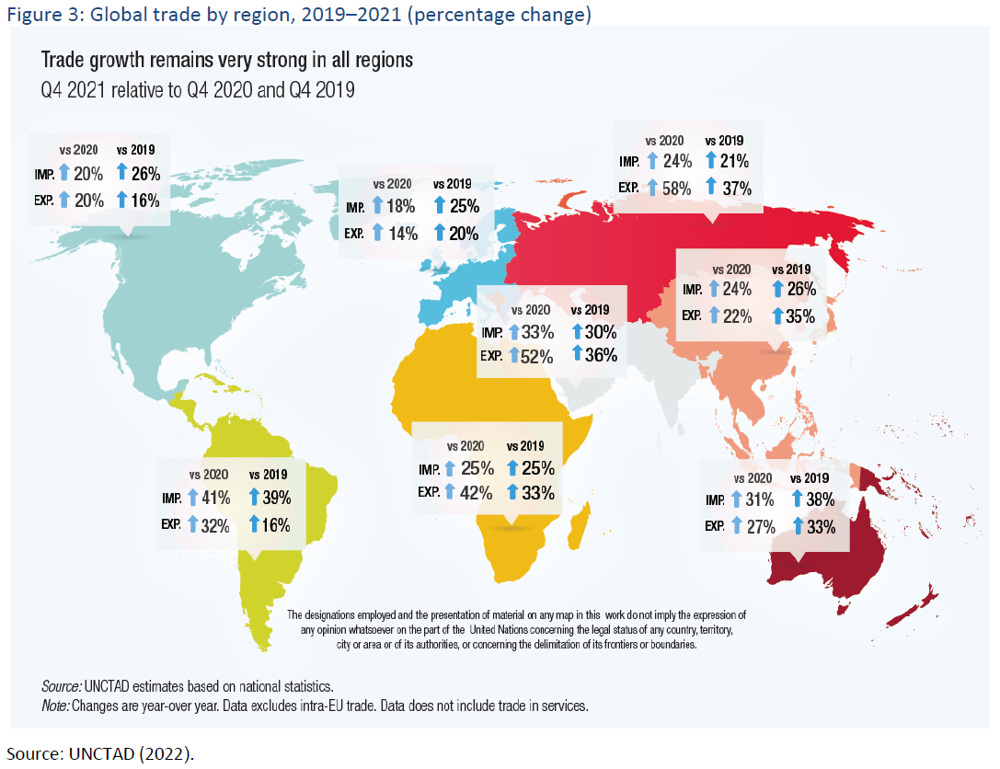 Figure 3: Global trade by region, 2019–2021 (percentage change)
Trade growth remains very strong in all regions
Q4 2021 relative to Q4 2020 and Q4 2019
vs 2020 vs 2019
IMP. 20% 26%
EXP. 20% 16%
vs 2020 vs 2019
IMP. 18% 25%
EXP. 14% 20%
vs 2020 vs 2019
IMP. 24% 21%
EXP. 58% 37%
vs 2020 vs 2019
IMP. 24% 26%
EXP. 22% 35%
vs 2020 vs 2019
IMP. 33% 30%
EXP. 52% 36%
vs 2020 vs 2019
IMP. 25% 25%
EXP. 42% 33%
vs 2020 vs 2019
IMP. 41% 39%
EXP. 32% 16%
vs 2020 vs 2019
IMP. 31% 38%
EXP. 27% 33%
The designations employed and the presentation of material on any map in this work do not imply the expression of
any opinion whatsoever on the part of the United Nations concerning the legal status of any country, territory,
city or area or of its authorities, or concerning the delimitation of its frontiers or boundaries.
Source: UNCTAD estimates based on national statistics.
Note: Changes are year-over year. Data excludes intra-EU trade. Data does not include trade in services.
Source: UNCTAD (2022).